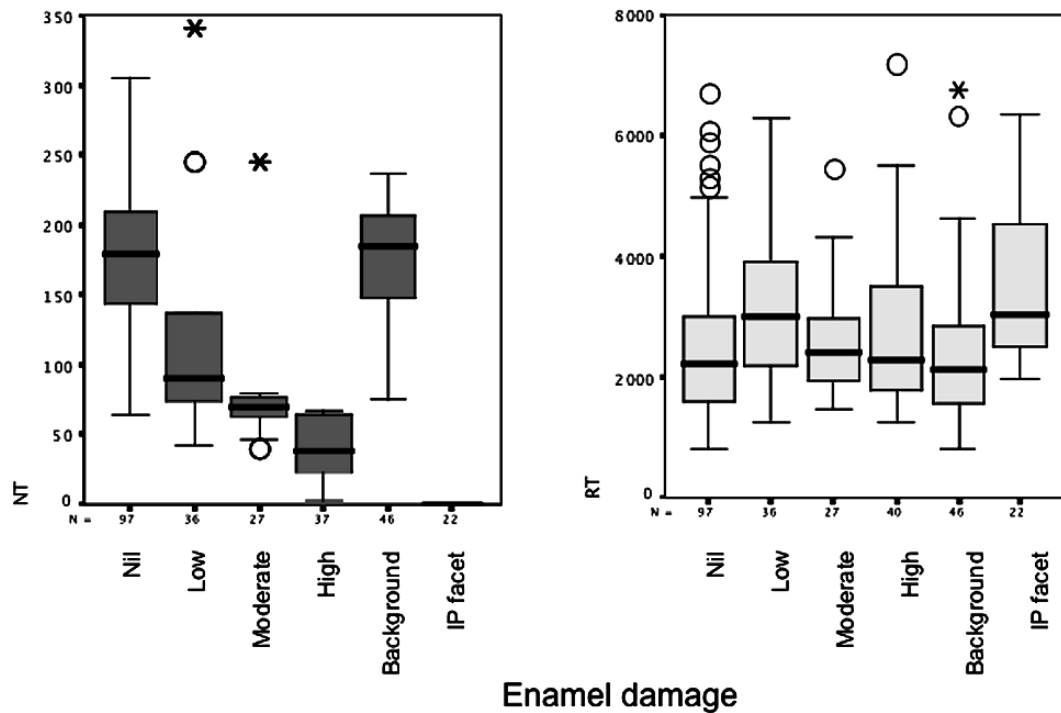 350
300
250
200
150
100
50
0
NT
N = 97 36 27 37 46 22
Nil Low Moderate High Background IP facet
8000
6000
4000
2000
0
RT
N = 97 36 27 40 46 22
Nil Low Moderate High Background IP facet
Enamel damage